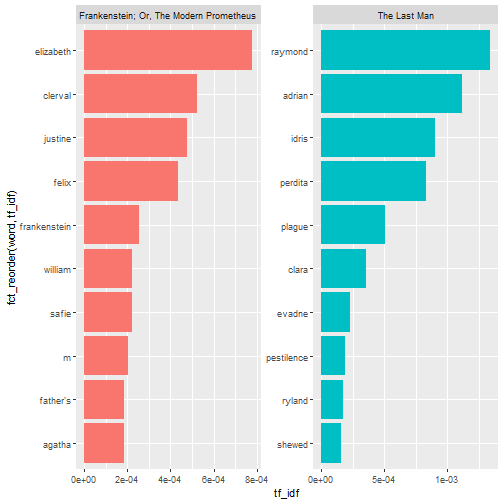 Frankenstein; Or, The Modern Prometheus
The Last Man
fct_reorder(word, tf_idf)
elizabeth
clerval
justine
felix
frankenstein
william
safie
m
father's
agatha
raymond
adrian
idris
perdita
plague
clara
evadne
pestilence
ryland
shewed
0e+00 2e-04 4e-04 6e-04 8e-04
0e+00 5e-04 1e-03
tf_idf